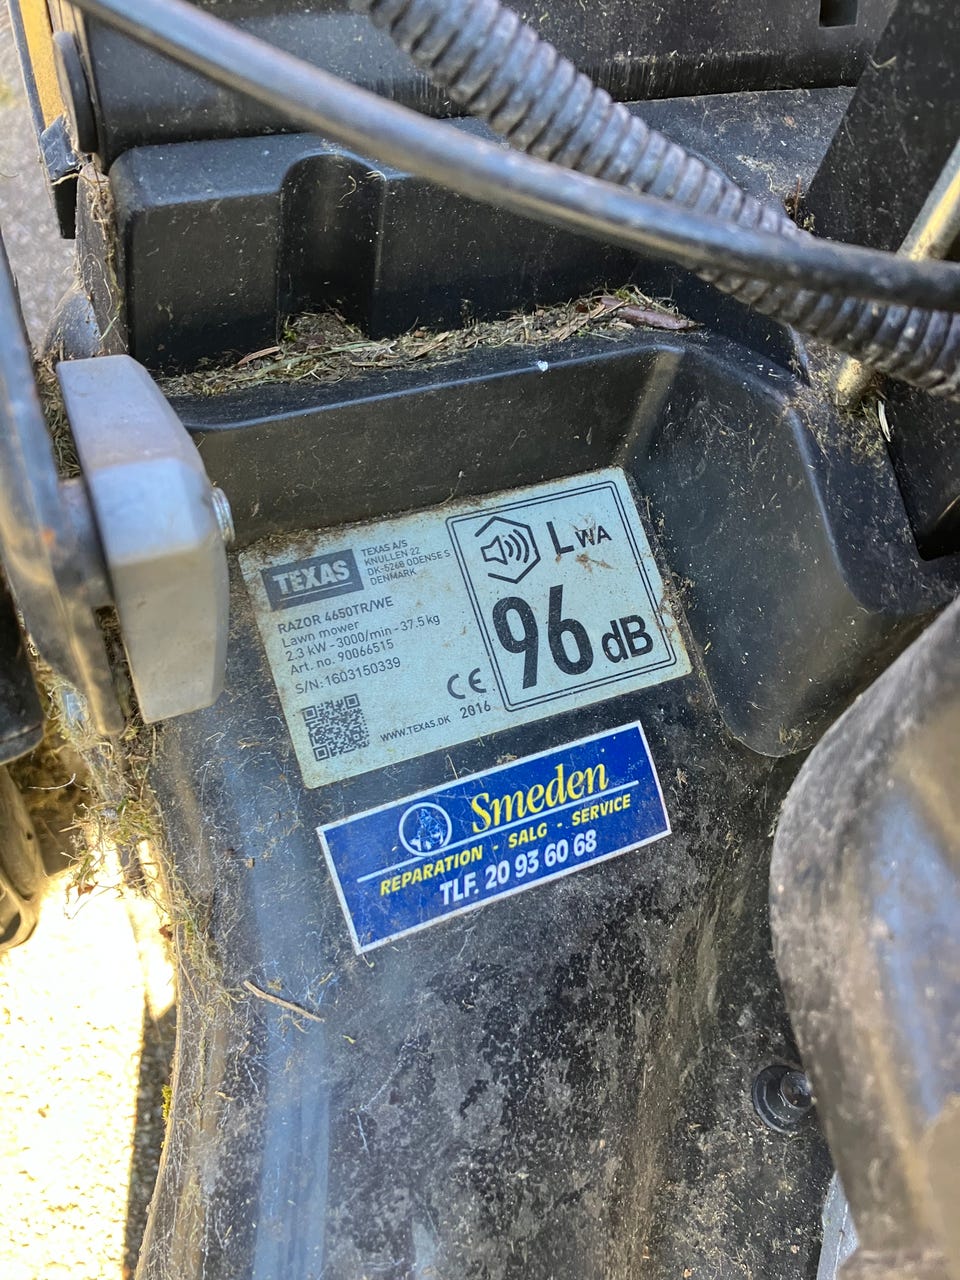 TEXAS
TEXAS A/S
KNULLEN 22
DK-5260 ODENSE S
DENMARK
RAZOR 4650TR/WE
Lawn mower
2.3 kW - 3000/min - 37.5 kg
Art. no. 90066515
S/N: 1603150339
WWW.TEXAS.DK
CE
2016
LWA
96 dB
Smeden
REPARATION - SALG - SERVICE
TLF. 20 93 60 68